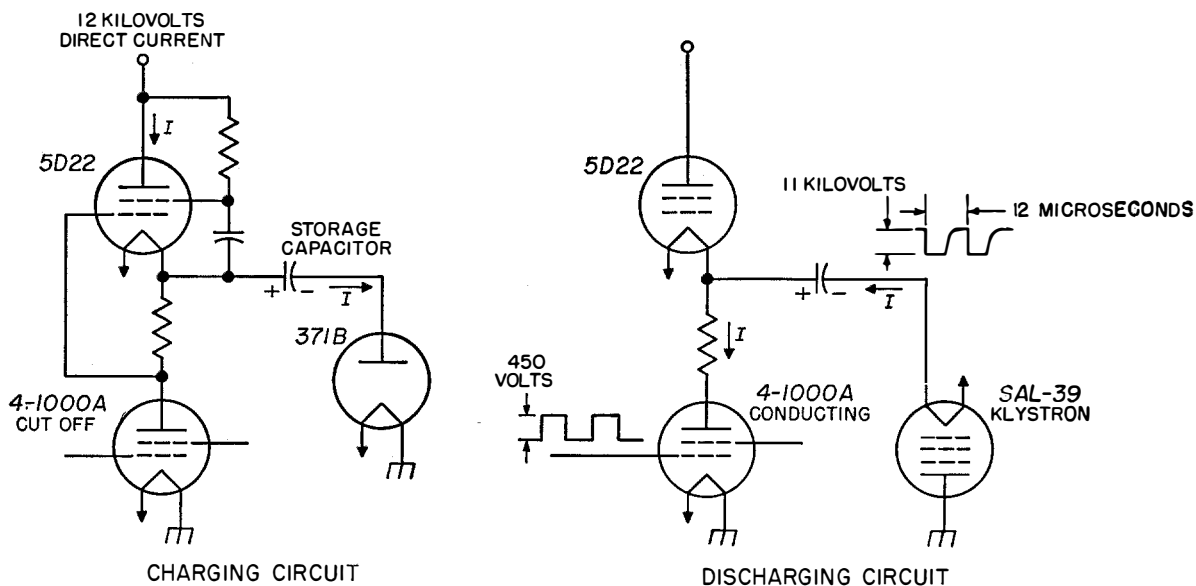 12 KILOVOLTS
DIRECT CURRENT
I
5D22
STORAGE
CAPACITOR
+ -
I
371B
4-1000A
CUT OFF
CHARGING CIRCUIT
5D22
11 KILOVOLTS
12 MICROSECONDS
+ -
I
I
450
VOLTS
4-1000A
CONDUCTING
SAL-39
KLYSTRON
DISCHARGING CIRCUIT